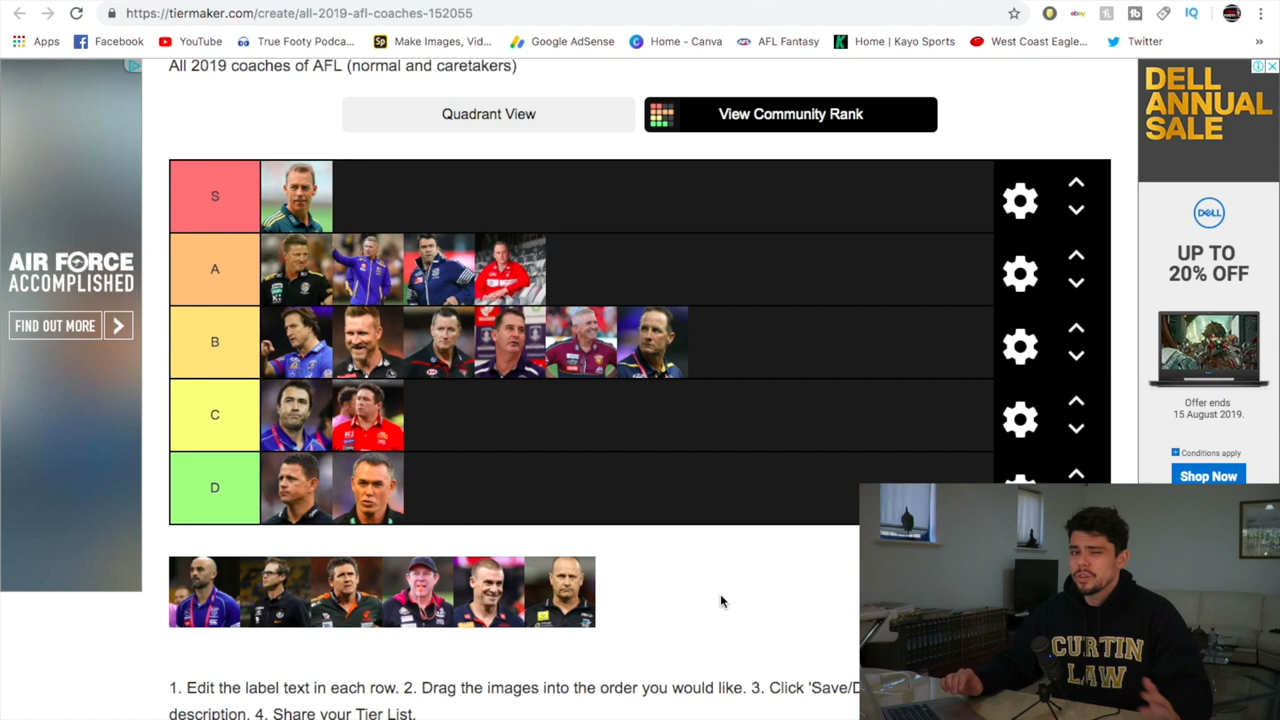 https://tiermaker.com/create/all-2019-afl-coaches-152055
Apps
Facebook
YouTube
True Footy Podca...
Make Images, Vid...
Google AdSense
Home - Canva
AFL Fantasy
Home | Kayo Sports
West Coast Eagle...
Twitter
»
All 2019 coaches of AFL (normal and caretakers)
Quadrant View
View Community Rank
S
A
B
C
D
AIR FORCE
ACCOMPLISHED
FIND OUT MORE
DELL
ANNUAL
SALE
DELL
UP TO
20% OFF
Offer ends
15 August 2019.
Conditions apply
Shop Now
CURTIN
LAW
1. Edit the label text in each row. 2. Drag the images into the order you would like. 3. Click 'Save/D
description. 4. Share your Tier List.